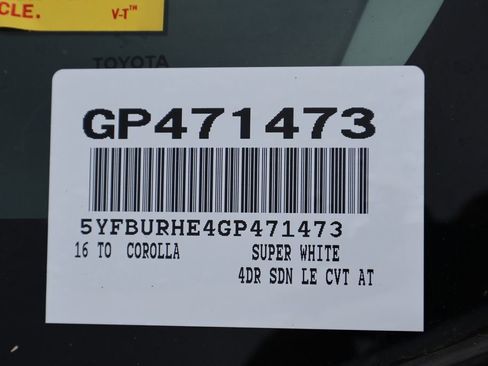 CLE. V-T™
TOYOTA
GP471473
5YFBURHE4GP471473
16 TO COROLLA SUPER WHITE
4DR SDN LE CVT AT